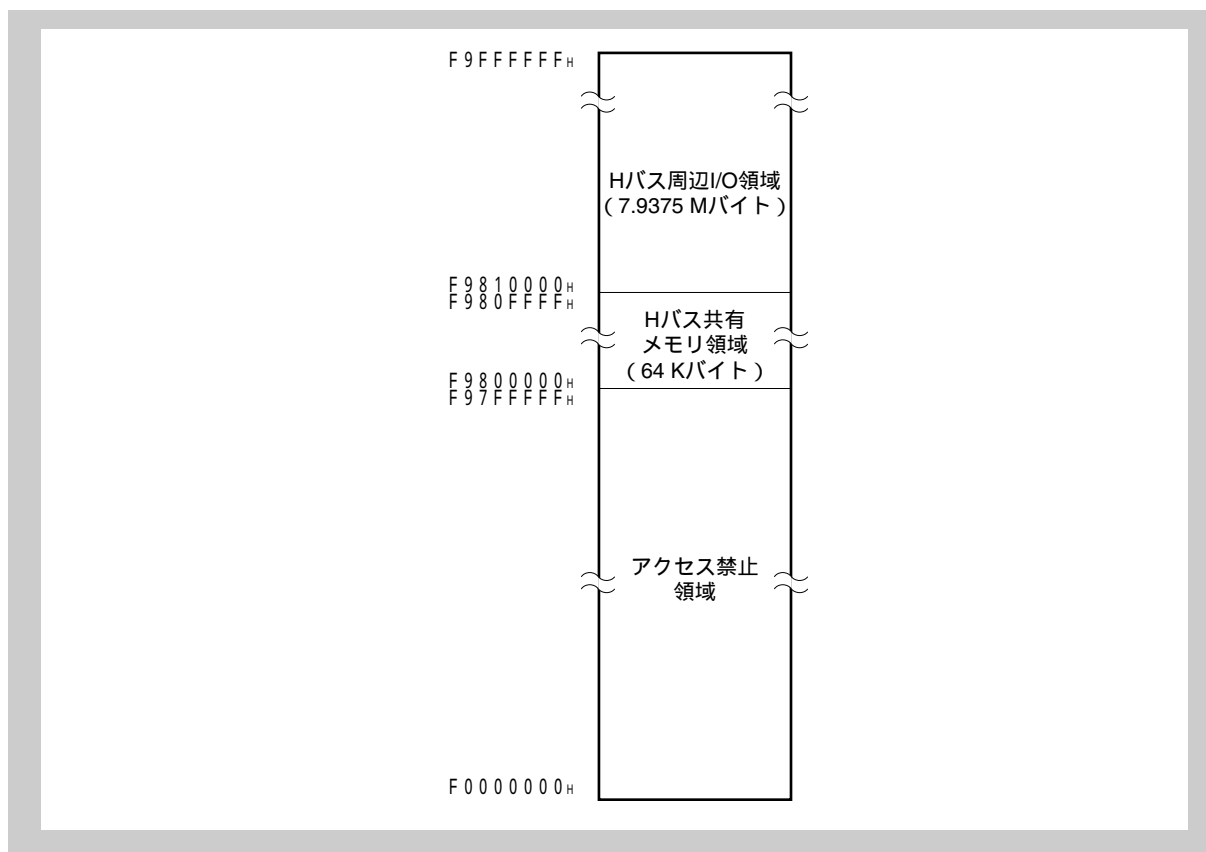 F9FFFFFFH
Hバス周辺I/O領域
(7.9375 Mバイト)
F9810000H
F980FFFFH
Hバス共有
メモリ領域
(64 Kバイト)
F9800000H
F97FFFFFH
アクセス禁止
領域
F0000000H